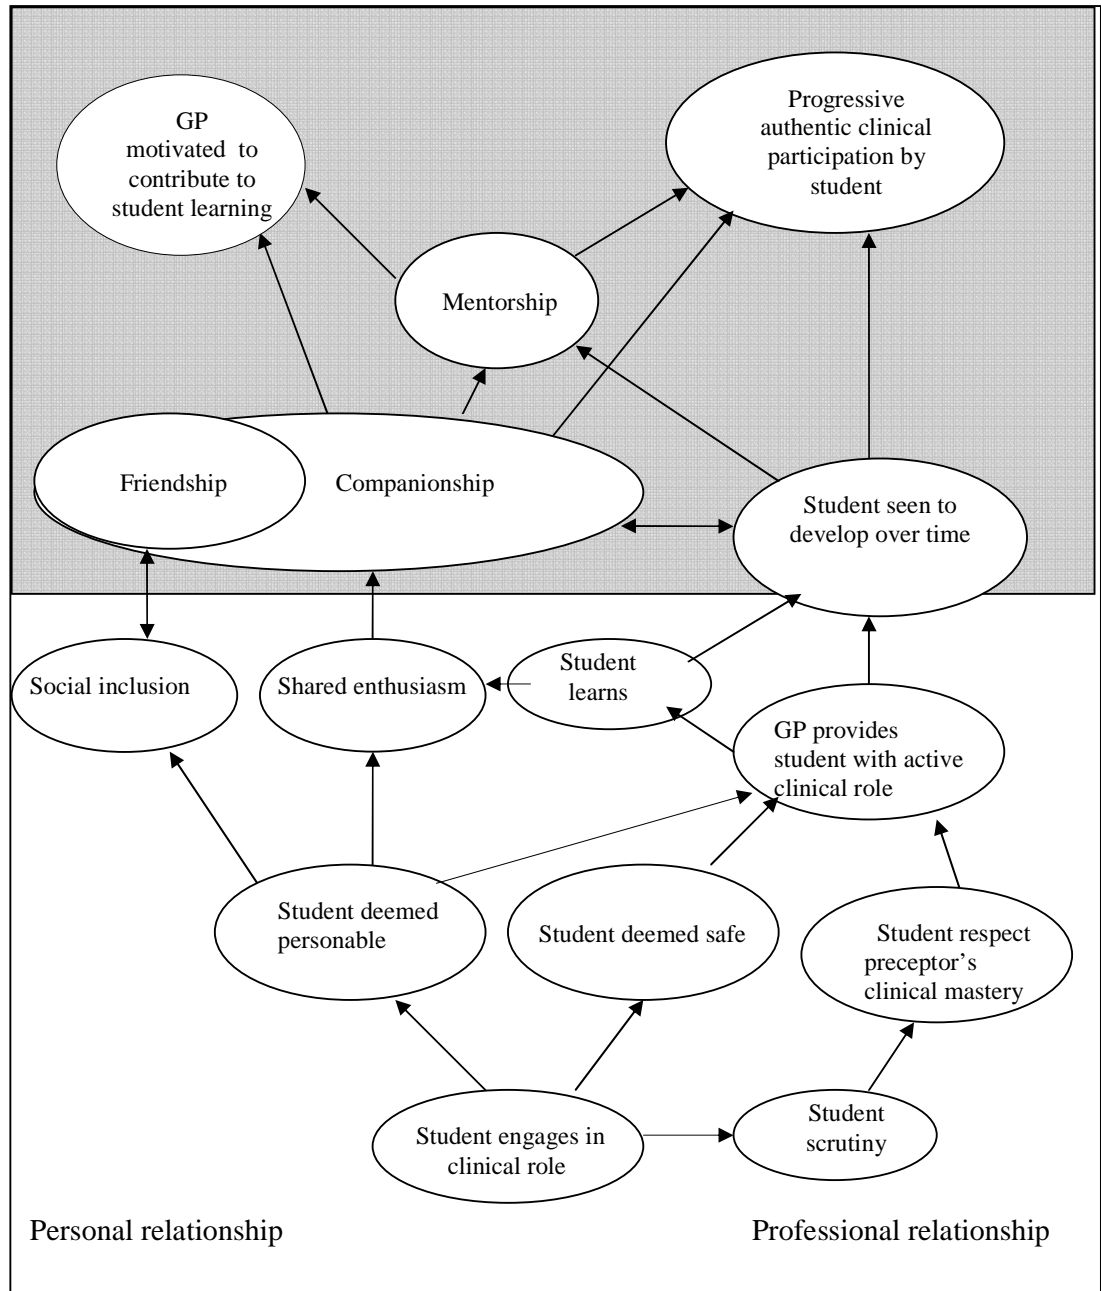 GP
motivated to
contribute to
student learning
Progressive
authentic clinical
participation by
student
Mentorship
Friendship
Companionship
Student seen to
develop over time
Social inclusion
Shared enthusiasm
Student
learns
GP provides
student with active
clinical role
Student deemed
personable
Student deemed safe
Student respect
preceptor's
clinical mastery
Student engages in
clinical role
Student
scrutiny
Personal relationship
Professional relationship